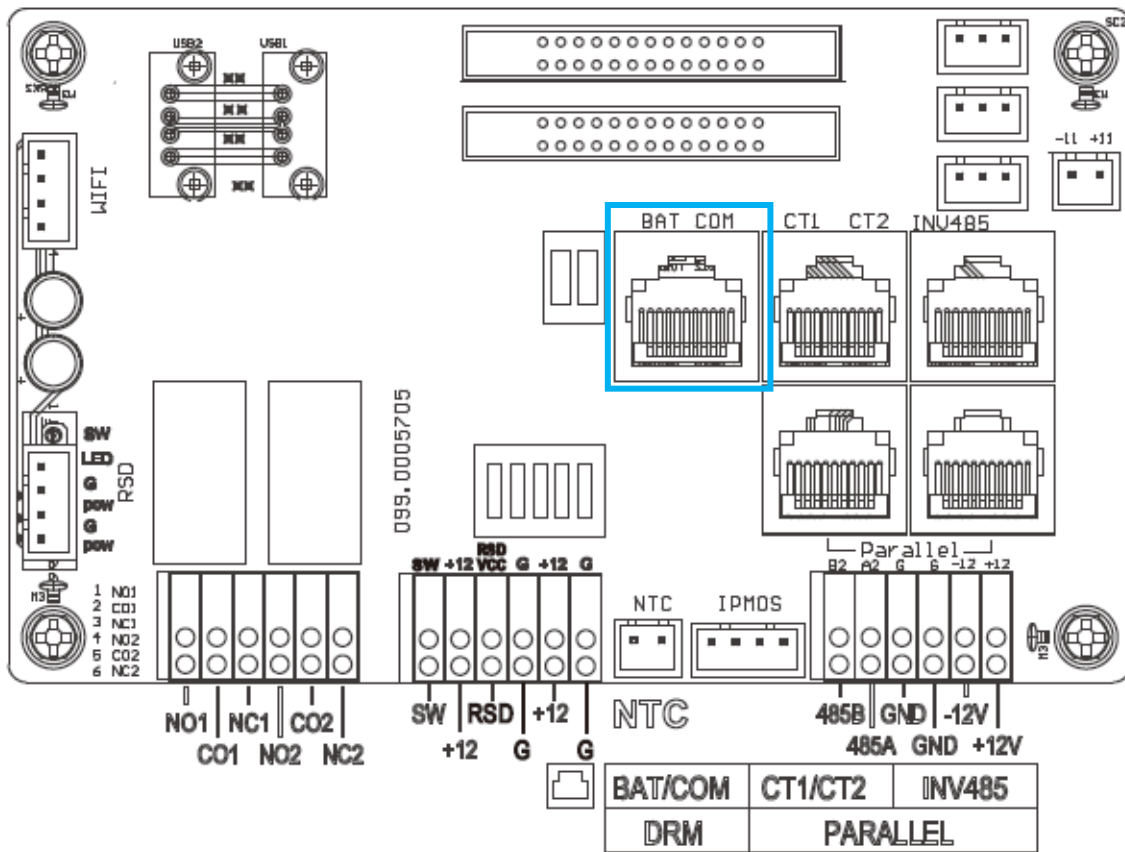 USB2 USB1
SC2
-11 +11
WIFI
BAT COM CT1 CT2 INV485
099.0005705
SW
LED
G
pow
G
pow
RSD
Parallel
SW +12 RSD VCC G +12 G
B2 A2 G G -12 +12
NTC IPMOS
M3
1 NO1
2 CO1
3 NC1
4 NO2
5 CO2
6 NC2
M3
NO1 NC1 CO2
CO1 NO2 NC2
SW RSD +12
+12 G G
NTC
485B GND -12V
485A GND +12V
BAT/COM CT1/CT2 INV485
DRM PARALLEL